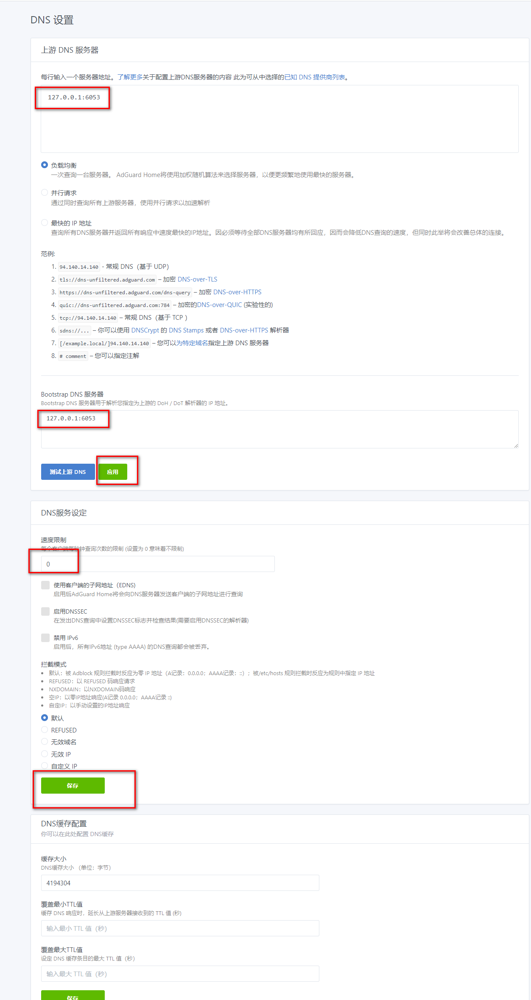 DNS 设置
上游 DNS 服务器
每行输入一个服务器地址。了解更多关于配置上游DNS服务器的内容 此为可从中选择的已知 DNS 提供商列表。
127.0.0.1:6053
负载均衡
一次查询一台服务器。 AdGuard Home将使用加权随机算法来选择服务器，以便更频繁地使用最快的服务器。
并行请求
通过同时查询所有上游服务器，使用并行请求以加速解析
最快的 IP 地址
查询所有DNS服务器并返回所有响应中速度最快的IP地址。因必须等待全部DNS服务器均有所回应，因而会降低DNS查询的速度，但同时此举将会改善总体的连接。
范例:
1. 94.140.14.140 - 常规 DNS（基于 UDP）
2. tls://dns-unfiltered.adguard.com – 加密 DNS-over-TLS
3. https://dns-unfiltered.adguard.com/dns-query – 加密 DNS-over-HTTPS
4. quic://dns-unfiltered.adguard.com:784 – 加密的DNS-over-QUIC (实验性的)
5. tcp://94.140.14.140 – 常规 DNS（基于 TCP ）
6. sdns://... – 你可以使用 DNSCrypt 的 DNS Stamps 或者 DNS-over-HTTPS 解析器
7. [/example.local/]94.140.14.140 – 您可以为特定域名指定上游 DNS 服务器
8. # comment – 您可以指定注解
Bootstrap DNS 服务器
Bootstrap DNS 服务器用于解析您指定为上游的 DoH / DoT 解析器的 IP 地址。
127.0.0.1:6053
测试上游 DNS 应用
DNS服务设定
速度限制
每个客户端每秒钟查询次数的限制 (设置为 0 意味着不限制)
0
使用客户端的子网地址（EDNS)
启用后AdGuard Home将会向DNS服务器发送客户端的子网地址进行查询
启用DNSSEC
在发出DNS查询中设置DNSSEC标志并检查结果(需要启用DNSSEC的解析器)
禁用 IPv6
启用后，所有IPv6地址 (type AAAA) 的DNS查询都会被丢弃。
拦截模式
• 默认：被 Adblock 规则拦截时反应为零 IP 地址（A记录：0.0.0.0；AAAA记录：::）；被/etc/hosts 规则拦截时反应为规则中指定 IP 地址
• REFUSED：以 REFUSED 码响应请求
• NXDOMAIN：以NXDOMAIN码响应
• 空IP：以零IP地址响应(A记录 0.0.0.0；AAAA记录 ::)
• 自定IP：以手动设置的IP地址响应
默认
REFUSED
无效域名
无效 IP
自定义 IP
保存
DNS缓存配置
你可以在此处配置 DNS缓存
缓存大小
DNS缓存大小 （单位：字节）
4194304
覆盖最小TTL值
缓存 DNS 响应时，延长从上游服务器接收到的 TTL 值 (秒)
输入最小 TTL 值（秒）
覆盖最大TTL值
设定 DNS 缓存条目的最大 TTL 值（秒）
输入最大 TTL 值（秒）
保存